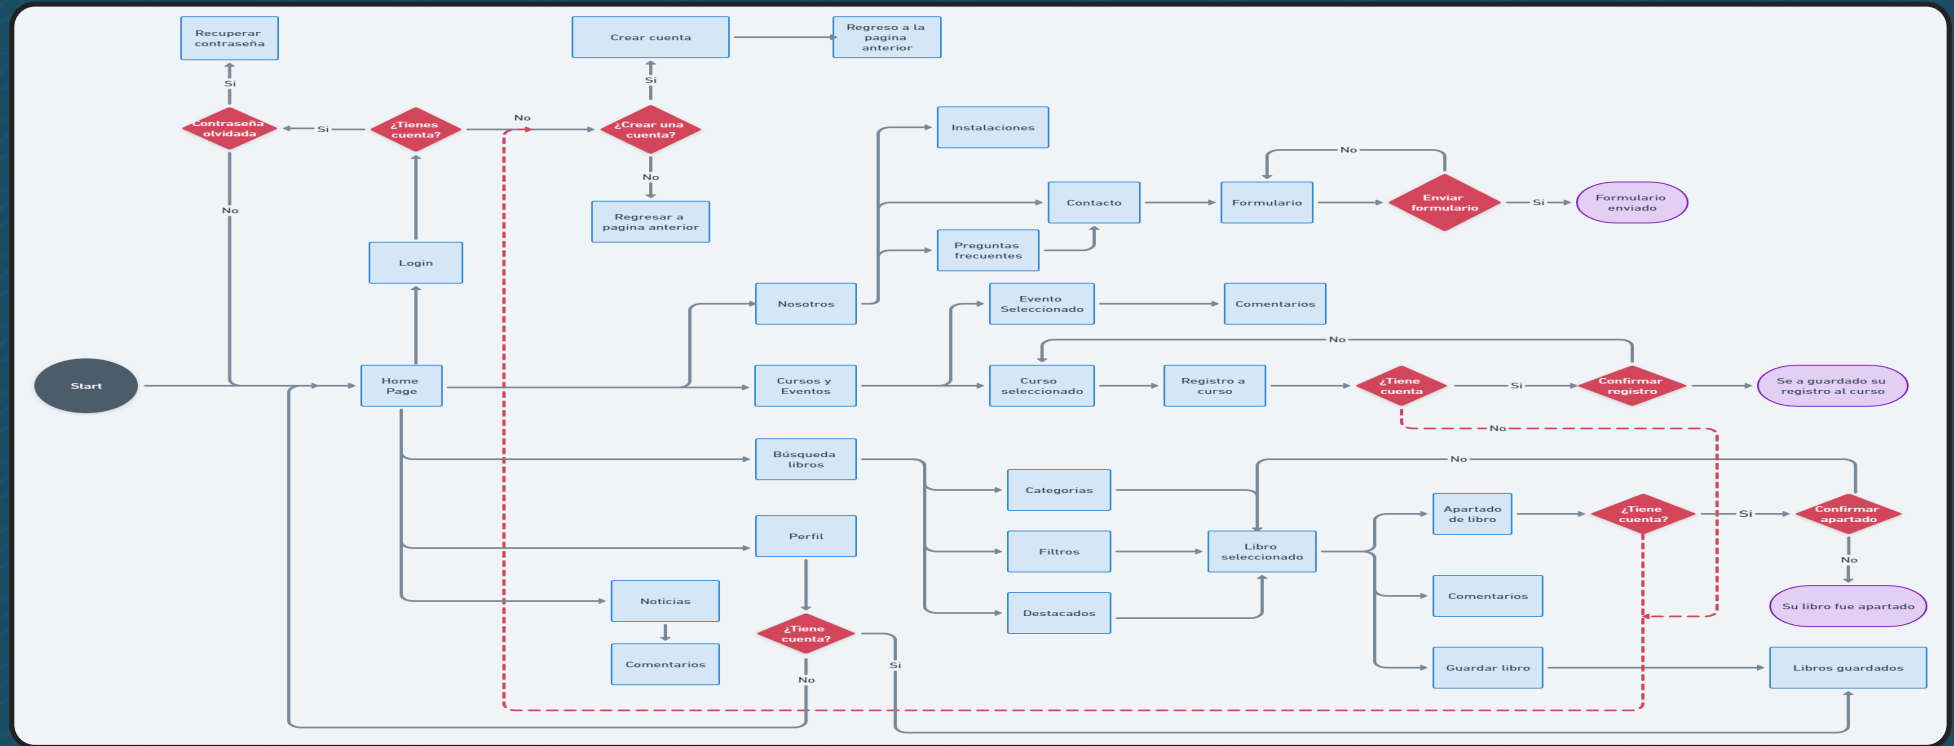 Recuperar
contraseña
Crear cuenta
Regreso a la
pagina
anterior
Si
Si
Contraseña
olvidada
Si
¿Tienes
cuenta?
No
¿Crear una
cuenta?
Instalaciones
No
No
Regresar a
pagina anterior
Contacto
Formulario
Enviar
formulario
Si
Formulario
enviado
No
Login
Preguntas
frecuentes
Nosotros
Evento
Seleccionado
Comentarios
No
Start
Home
Page
Cursos y
Eventos
Curso
seleccionado
Registro a
curso
¿Tiene
cuenta
Si
Confirmar
registro
Se a guardado su
registro al curso
No
Búsqueda
libros
No
Categorias
Apartado
de libro
¿Tiene
cuenta?
Si
Confirmar
apartado
Perfil
Filtros
Libro
seleccionado
No
Noticias
Destacados
Comentarios
Su libro fue apartado
¿Tiene
cuenta?
Si
Comentarios
No
Guardar libro
Libros guardados